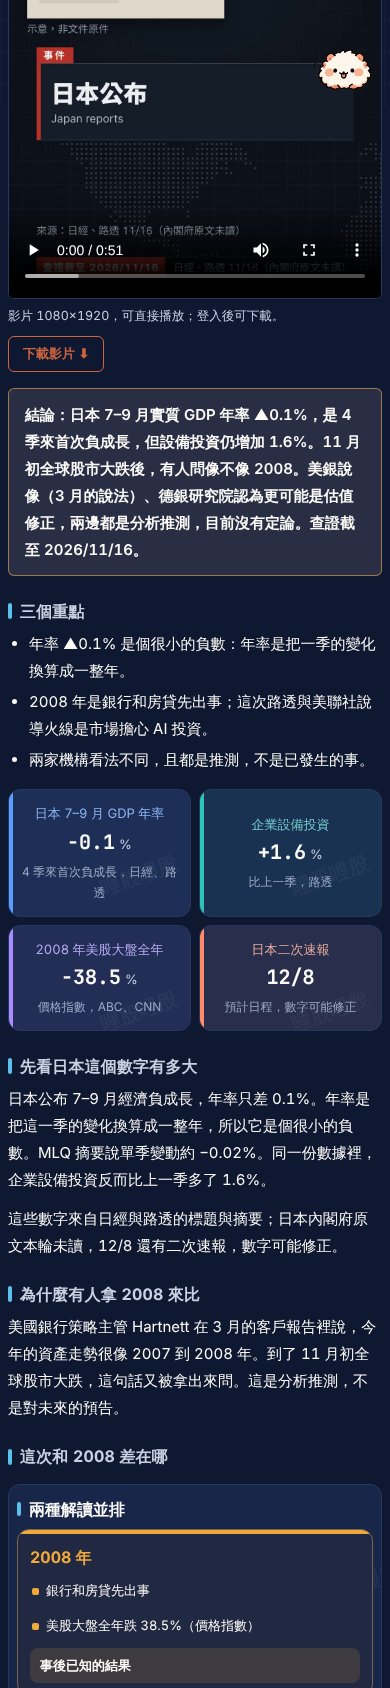 示意，非文件原件
事件
日本公布
Japan reports
來源：日經、路透 11/16（內閣府原文未讀）
0:00 / 0:51
查證截至 2026/11/16 日經、路透 11/16（內閣府原文未讀）
影片 1080×1920，可直接播放；登入後可下載。
下載影片 ⬇
結論：日本 7–9 月實質 GDP 年率 ▲0.1%，是 4
季來首次負成長，但設備投資仍增加 1.6%。11 月
初全球股市大跌後，有人問像不像 2008。美銀說
像（3 月的說法）、德銀研究院認為更可能是估值
修正，兩邊都是分析推測，目前沒有定論。查證截
至 2026/11/16。
三個重點
• 年率 ▲0.1% 是個很小的負數：年率是把一季的變化
換算成一整年。
• 2008 年是銀行和房貸先出事；這次路透與美聯社說
導火線是市場擔心 AI 投資。
• 兩家機構看法不同，且都是推測，不是已發生的事。
日本 7–9 月 GDP 年率
-0.1 %
4 季來首次負成長，日經、路
透
企業設備投資
+1.6 %
比上一季，路透
2008 年美股大盤全年
-38.5 %
價格指數，ABC、CNN
日本二次速報
12/8
預計日程，數字可能修正
先看日本這個數字有多大
日本公布 7–9 月經濟負成長，年率只差 0.1%。年率是
把這一季的變化換算成一整年，所以它是個很小的負
數。MLQ 摘要說單季變動約 −0.02%。同一份數據裡，
企業設備投資反而比上一季多了 1.6%。
這些數字來自日經與路透的標題與摘要；日本內閣府原
文本輪未讀，12/8 還有二次速報，數字可能修正。
為什麼有人拿 2008 來比
美國銀行策略主管 Hartnett 在 3 月的客戶報告裡說，今
年的資產走勢很像 2007 到 2008 年。到了 11 月初全
球股市大跌，這句話又被拿出來問。這是分析推測，不
是對未來的預告。
這次和 2008 差在哪
兩種解讀並排
2008 年
銀行和房貸先出事
美股大盤全年跌 38.5%（價格指數）
事後已知的結果